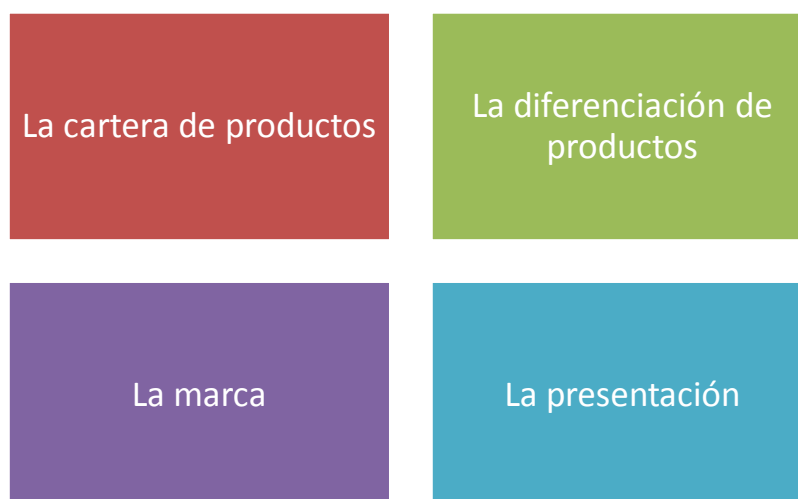 La cartera de productos
La diferenciación de
productos
La marca
La presentación